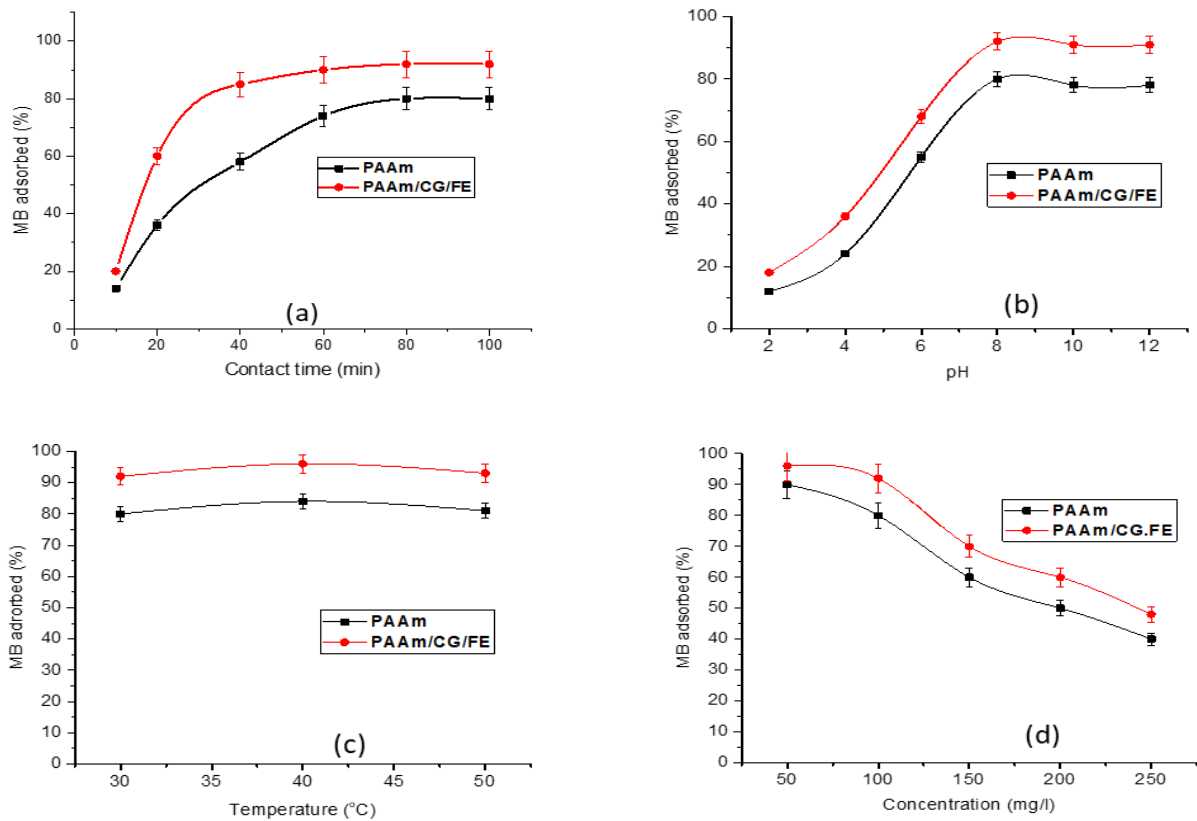 100
80
60
40
20
0
MB adsorbed (%)
PAAm
PAAm/CG/FE
(a)
0 20 40 60 80 100
Contact time (min)
100
80
60
40
20
0
MB adsorbed (%)
PAAm
PAAm/CG/FE
(b)
2 4 6 8 10 12
pH
100
90
80
70
60
50
40
30
20
10
0
MB adrorbed (%)
PAAm
PAAm/CG/FE
(c)
30 35 40 45 50
Temperature (°C)
100
90
80
70
60
50
40
30
20
10
0
MB adsorbed (%)
PAAm
PAAm/CG.FE
(d)
50 100 150 200 250
Concentration (mg/l)